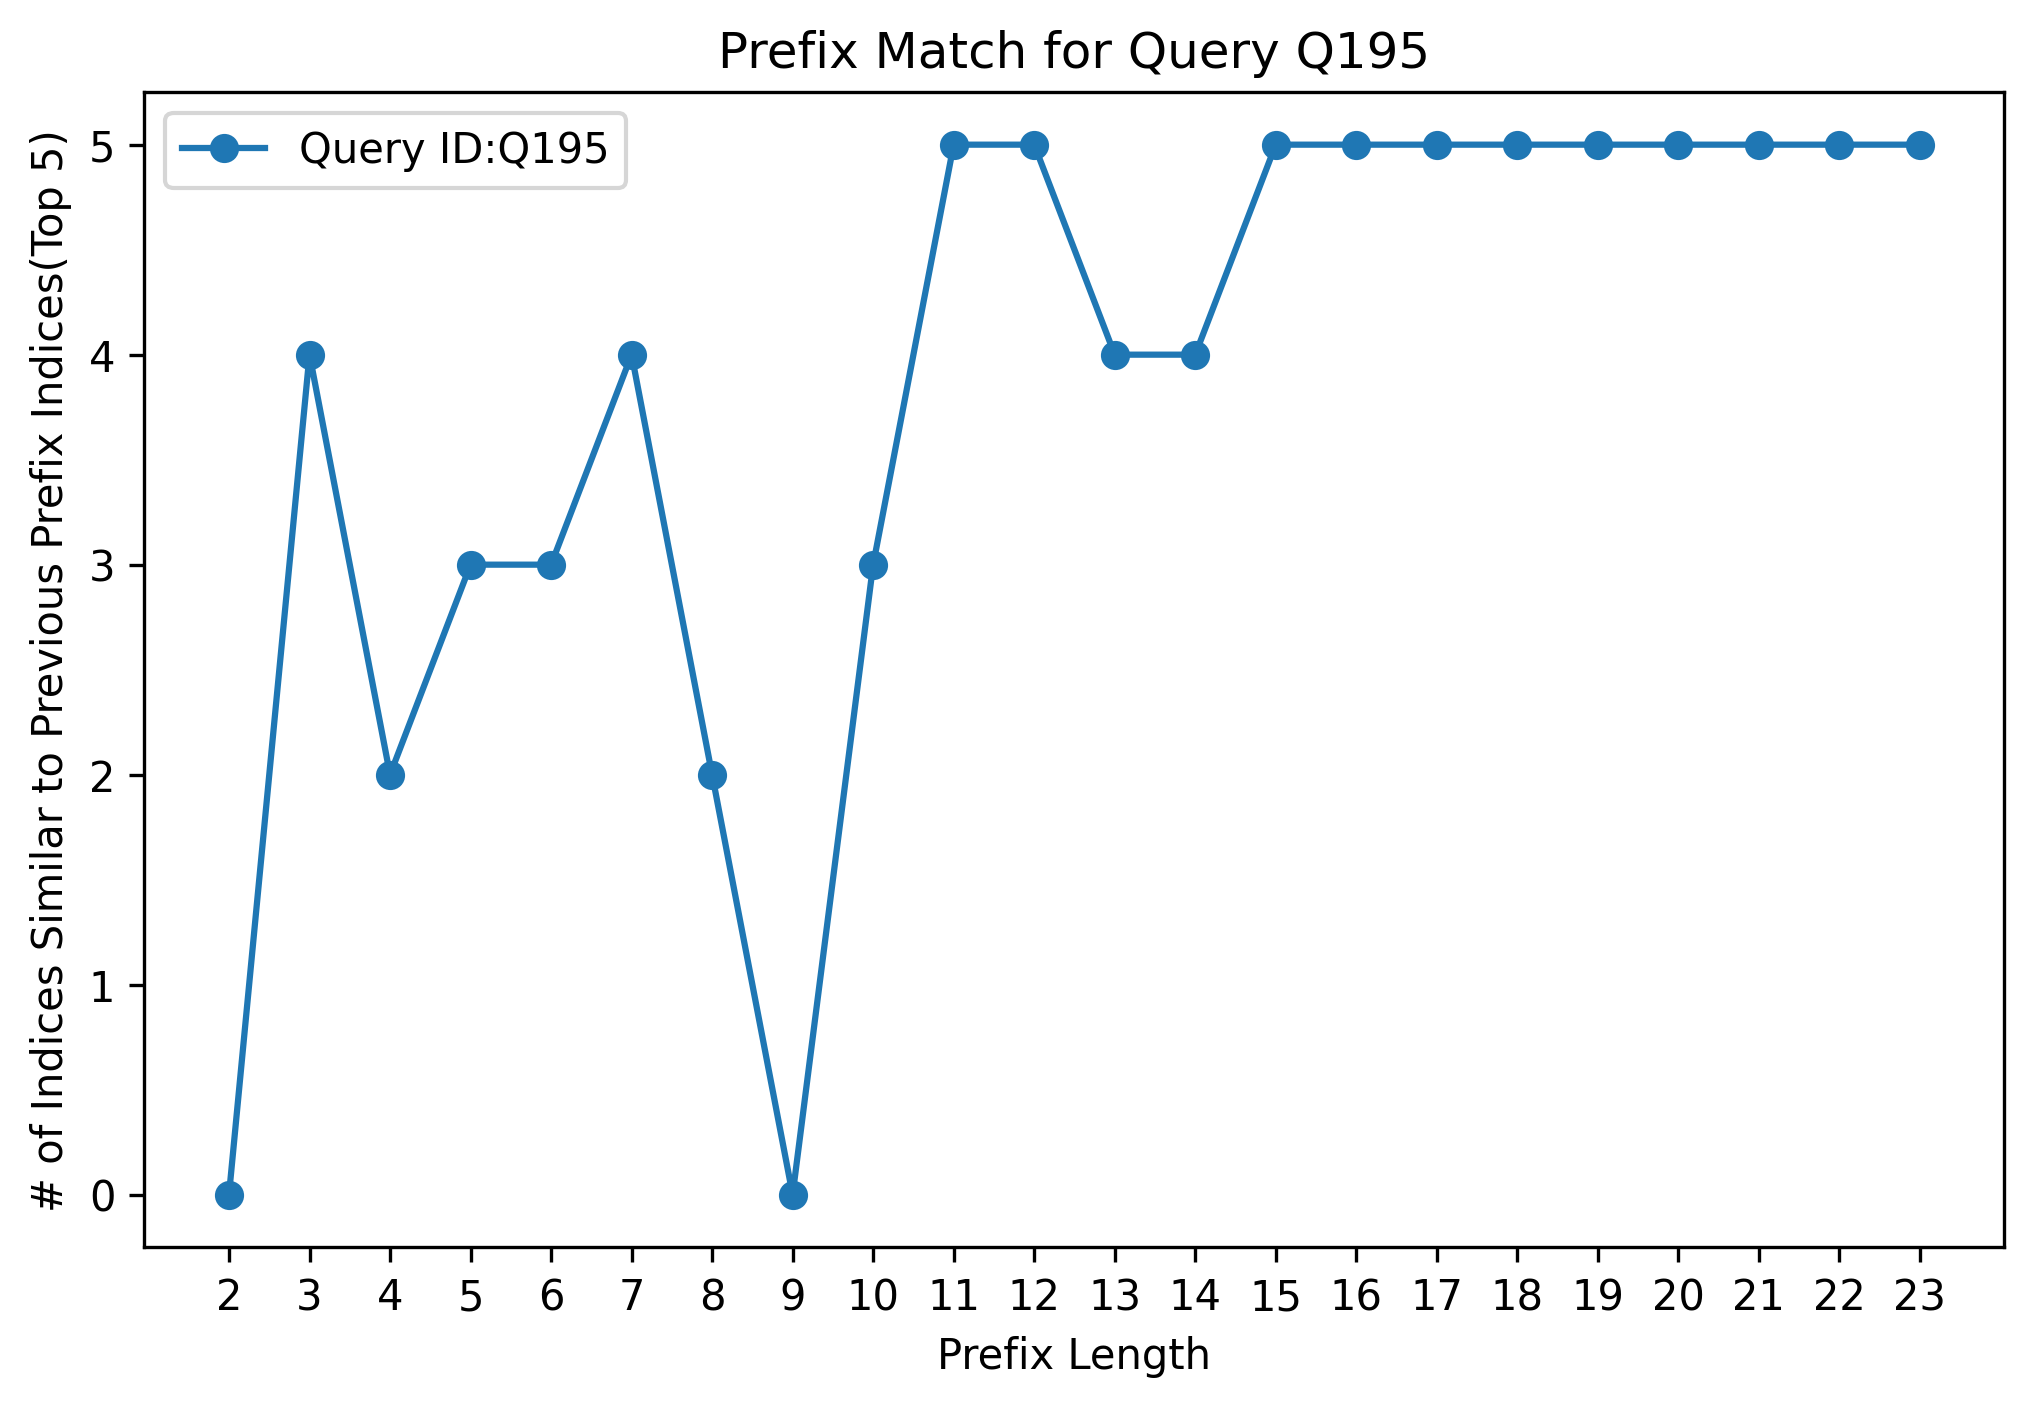 Prefix Match for Query Q195
Query ID:Q195
# of Indices Similar to Previous Prefix Indices(Top 5)
5
4
3
2
1
0
2 3 4 5 6 7 8 9 10 11 12 13 14 15 16 17 18 19 20 21 22 23
Prefix Length